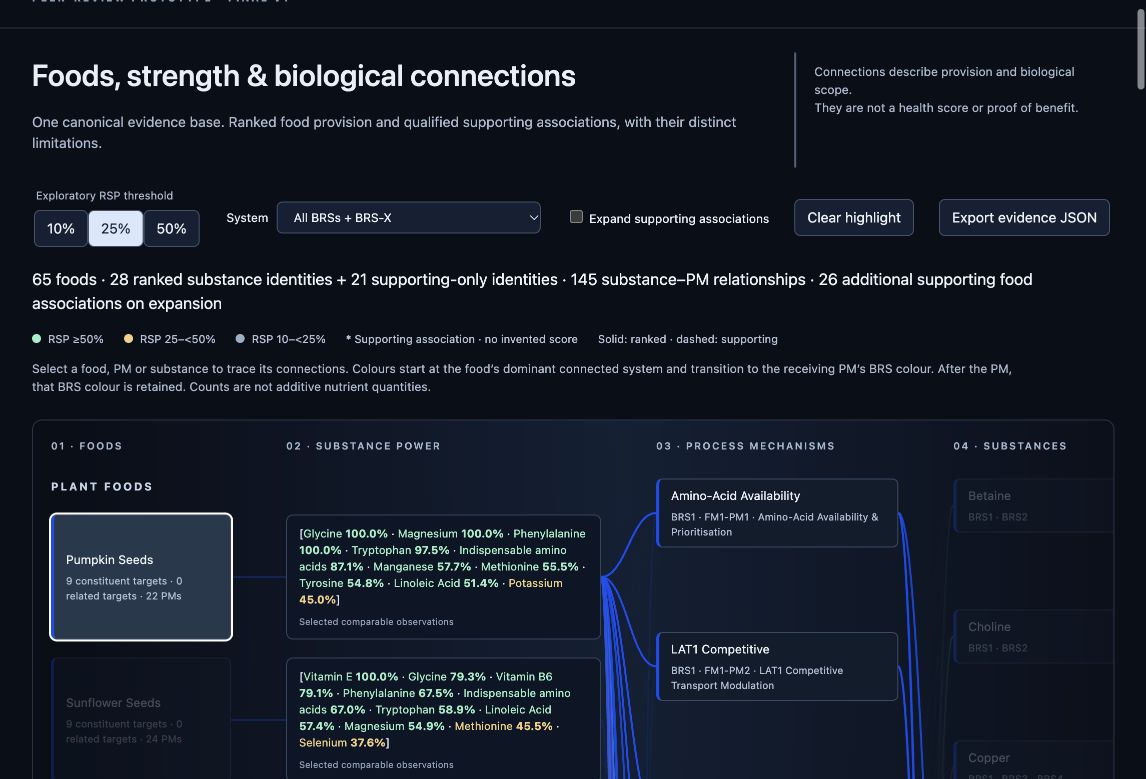 Foods, strength & biological connections
Connections describe provision and biological
scope.
They are not a health score or proof of benefit.
One canonical evidence base. Ranked food provision and qualified supporting associations, with their distinct
limitations.
Exploratory RSP threshold
10% 25% 50%
System
All BRSs + BRS-X
Expand supporting associations
Clear highlight
Export evidence JSON
65 foods · 28 ranked substance identities + 21 supporting-only identities · 145 substance–PM relationships · 26 additional supporting food
associations on expansion
RSP ≥50% RSP 25–<50% RSP 10–<25% * Supporting association · no invented score Solid: ranked · dashed: supporting
Select a food, PM or substance to trace its connections. Colours start at the food's dominant connected system and transition to the receiving PM's BRS colour. After the PM,
that BRS colour is retained. Counts are not additive nutrient quantities.
01 · FOODS
02 · SUBSTANCE POWER
03 · PROCESS MECHANISMS
04 · SUBSTANCES
PLANT FOODS
Pumpkin Seeds
9 constituent targets · 0
related targets · 22 PMs
[Glycine 100.0% · Magnesium 100.0% · Phenylalanine
100.0% · Tryptophan 97.5% · Indispensable amino
acids 87.1% · Manganese 57.7% · Methionine 55.5% ·
Tyrosine 54.8% · Linoleic Acid 51.4% · Potassium
45.0%]
Selected comparable observations
Amino-Acid Availability
BRS1 · FM1-PM1 · Amino-Acid Availability &
Prioritisation
Betaine
BRS1 · BRS2
Choline
BRS1 · BRS2
LAT1 Competitive
BRS1 · FM1-PM2 · LAT1 Competitive
Transport Modulation
Sunflower Seeds
9 constituent targets · 0
related targets · 24 PMs
[Vitamin E 100.0% · Glycine 79.3% · Vitamin B6
79.1% · Phenylalanine 67.5% · Indispensable amino
acids 67.0% · Tryptophan 58.9% · Linoleic Acid
57.4% · Magnesium 54.9% · Methionine 45.5% ·
Selenium 37.6%]
Selected comparable observations
Copper